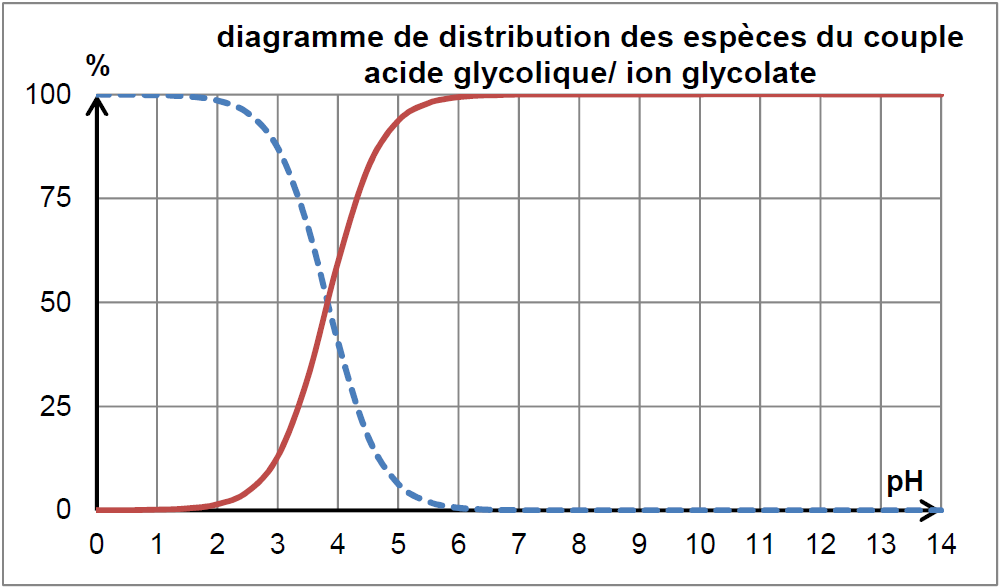 diagramme de distribution des espèces du couple
acide glycolique/ ion glycolate
%
100
75
50
25
0
pH
0 1 2 3 4 5 6 7 8 9 10 11 12 13 14